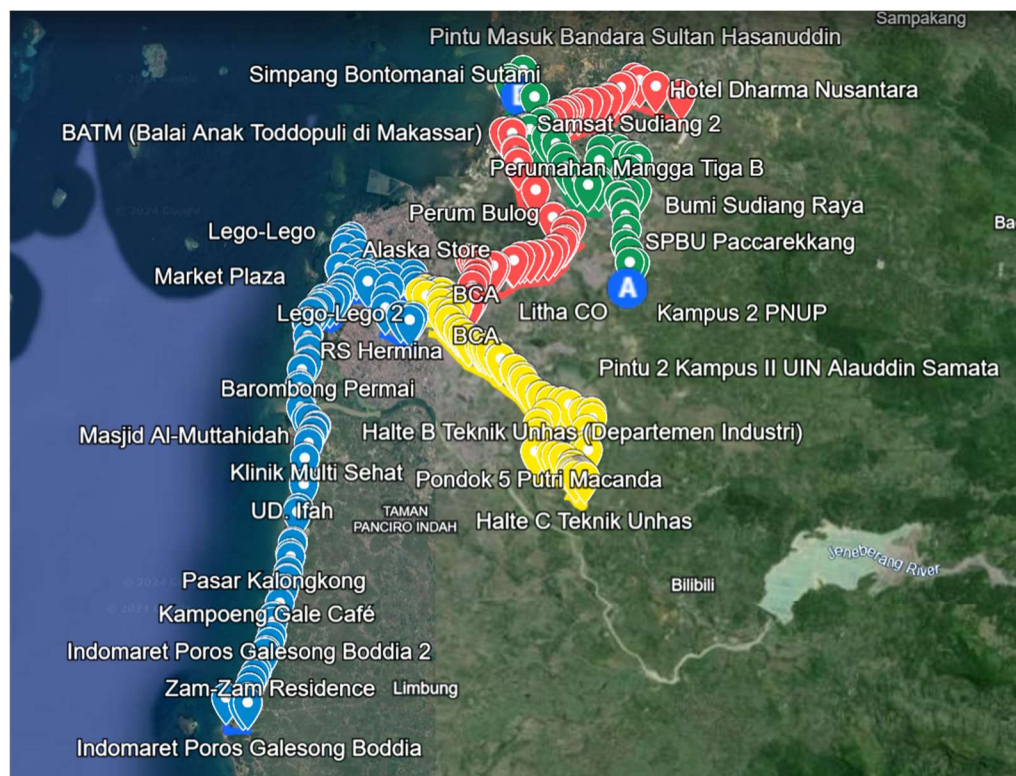 Sampakang
Pintu Masuk Bandara Sultan Hasanuddin
Simpang Bontomanai Sutami
Hotel Dharma Nusantara
BATM (Balai Anak Toddopuli di Makassar)
Samsat Sudiang 2
Perumahan Mangga Tiga B
Perum Bulog
Bumi Sudiang Raya
Lego-Lego
Alaska Store
SPBU Paccarekkang
Market Plaza
A
BCA
Lego-Lego 2
Litha CO
Kampus 2 PNUP
BCA
RS Hermina
Pintu 2 Kampus II UIN Alauddin Samata
Barombong Permai
Masjid Al-Muttahidah
Halte B Teknik Unhas (Departemen Industri)
Klinik Multi Sehat
Pondok 5 Putri Macanda
UD. Ifah
TAMAN
PANCIRO INDAH
Halte C Teknik Unhas
Jeneberang River
Pasar Kalongkong
Bilibili
Kampoeng Gale Café
Indomaret Poros Galesong Boddia 2
Zam-Zam Residence
Limbung
Indomaret Poros Galesong Boddia